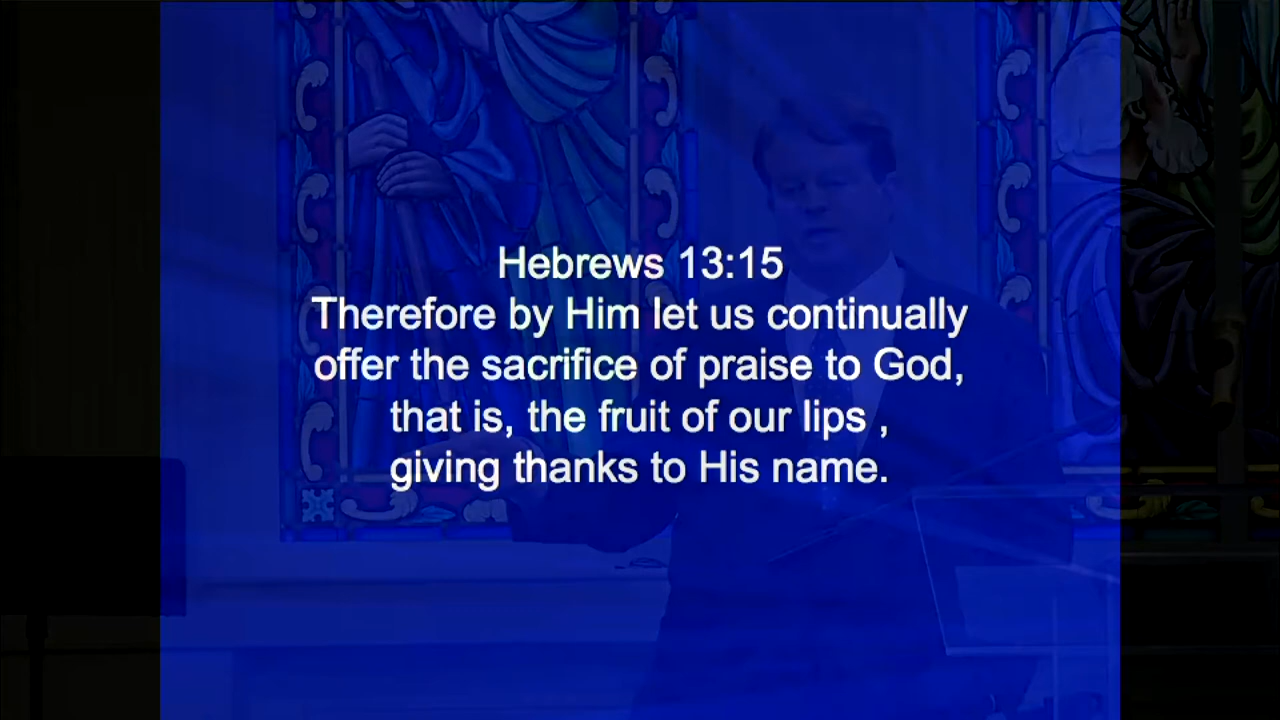 Hebrews 13:15
Therefore by Him let us continually
offer the sacrifice of praise to God,
that is, the fruit of our lips ,
giving thanks to His name.